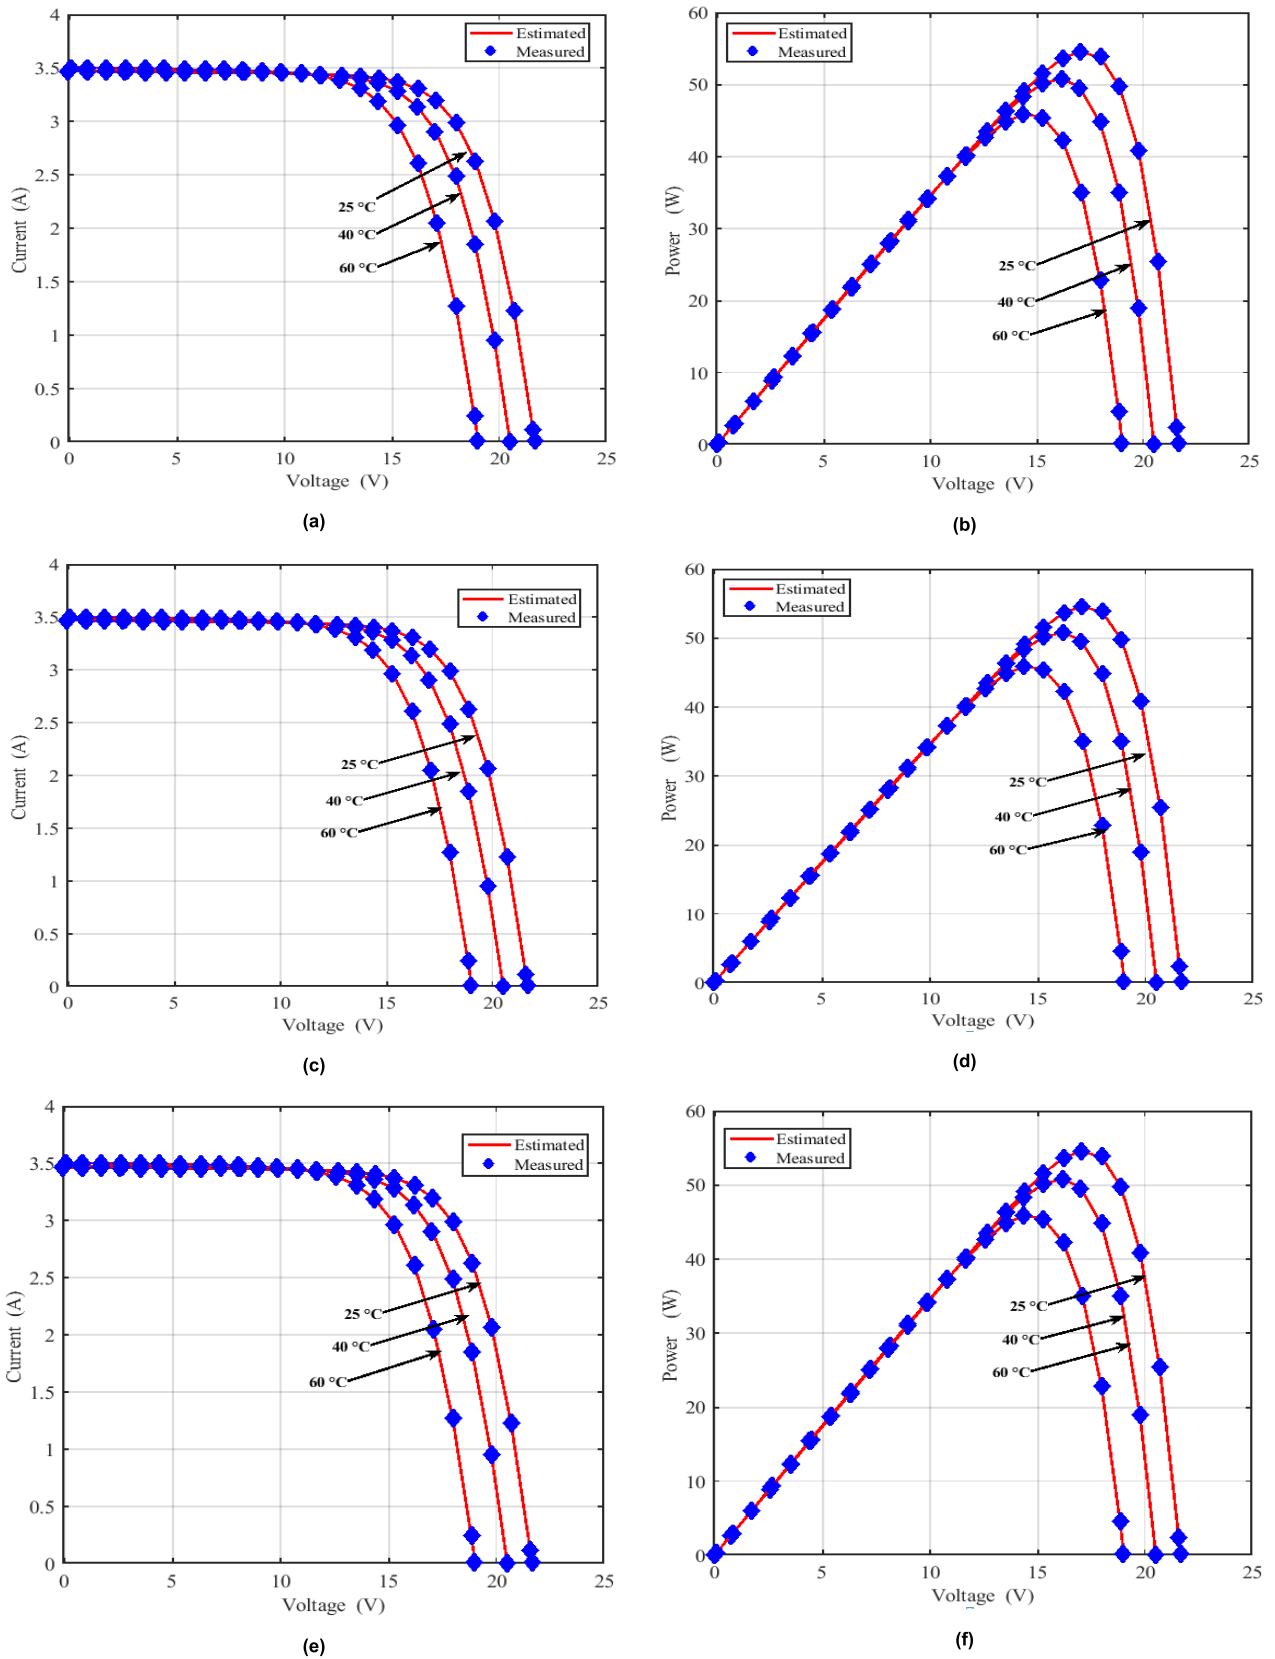 4
3.5
3
2.5
2
1.5
1
0.5
0
0 5 10 15 20 25
Current (A)
Voltage (V)
Estimated
Measured
25 °C
40 °C
60 °C
(a)
60
50
40
30
20
10
0
0 5 10 15 20 25
Power (W)
Voltage (V)
Estimated
Measured
25 °C
40 °C
60 °C
(b)
4
3.5
3
2.5
2
1.5
1
0.5
0
0 5 10 15 20 25
Current (A)
Voltage (V)
Estimated
Measured
25 °C
40 °C
60 °C
(c)
60
50
40
30
20
10
0
0 5 10 15 20 25
Power (W)
Voltage (V)
Estimated
Measured
25 °C
40 °C
60 °C
(d)
4
3.5
3
2.5
2
1.5
1
0.5
0
0 5 10 15 20 25
Current (A)
Voltage (V)
Estimated
Measured
25 °C
40 °C
60 °C
(e)
60
50
40
30
20
10
0
0 5 10 15 20 25
Power (W)
Voltage (V)
Estimated
Measured
25 °C
40 °C
60 °C
(f)